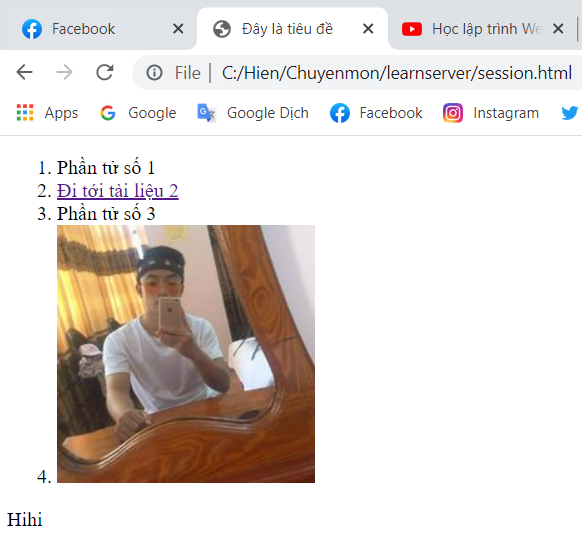 Facebook
Đây là tiêu đề
Học lập trình We
File | C:/Hien/Chuyenmon/learnserver/session.html
Apps Google Google Dịch Facebook Instagram
1. Phần tử số 1
2. Đi tới tài liệu 2
3. Phần tử số 3
4.
Hihi